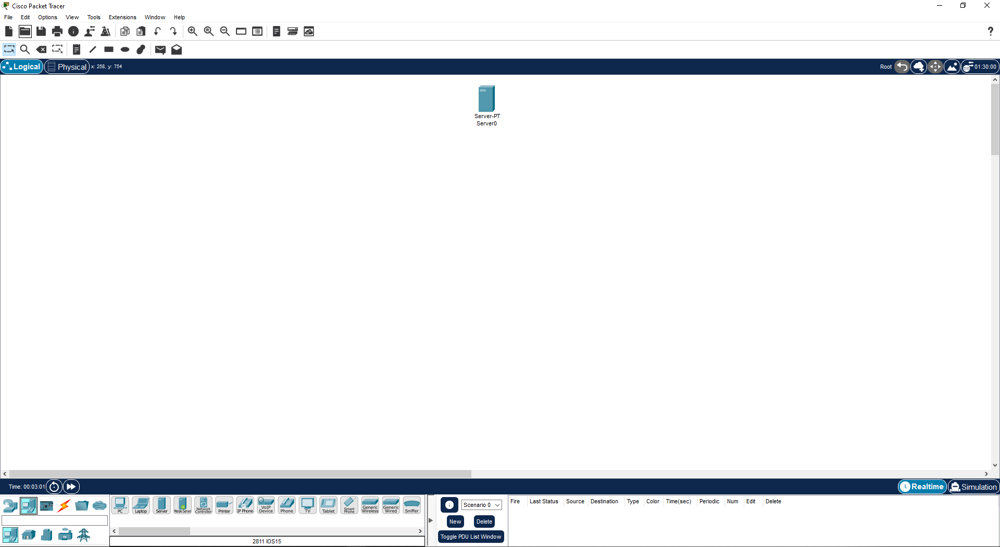 Cisco Packet Tracer
File Edit Options View Tools Extensions Window Help
Logical Physical x: 258, y: 754 Root 01:30:00
Server-PT
Server0
Time: 00:03:01 Realtime Simulation
PC Laptop Server Meraki Server Network Controller Printer IP Phone VoIP Device Phone TV Tablet Smart Phone Generic Wireless Generic Wired Sniffer
2811 IOS15
Scenario 0
New Delete
Toggle PDU List Window
Fire Last Status Source Destination Type Color Time(sec) Periodic Num Edit Delete